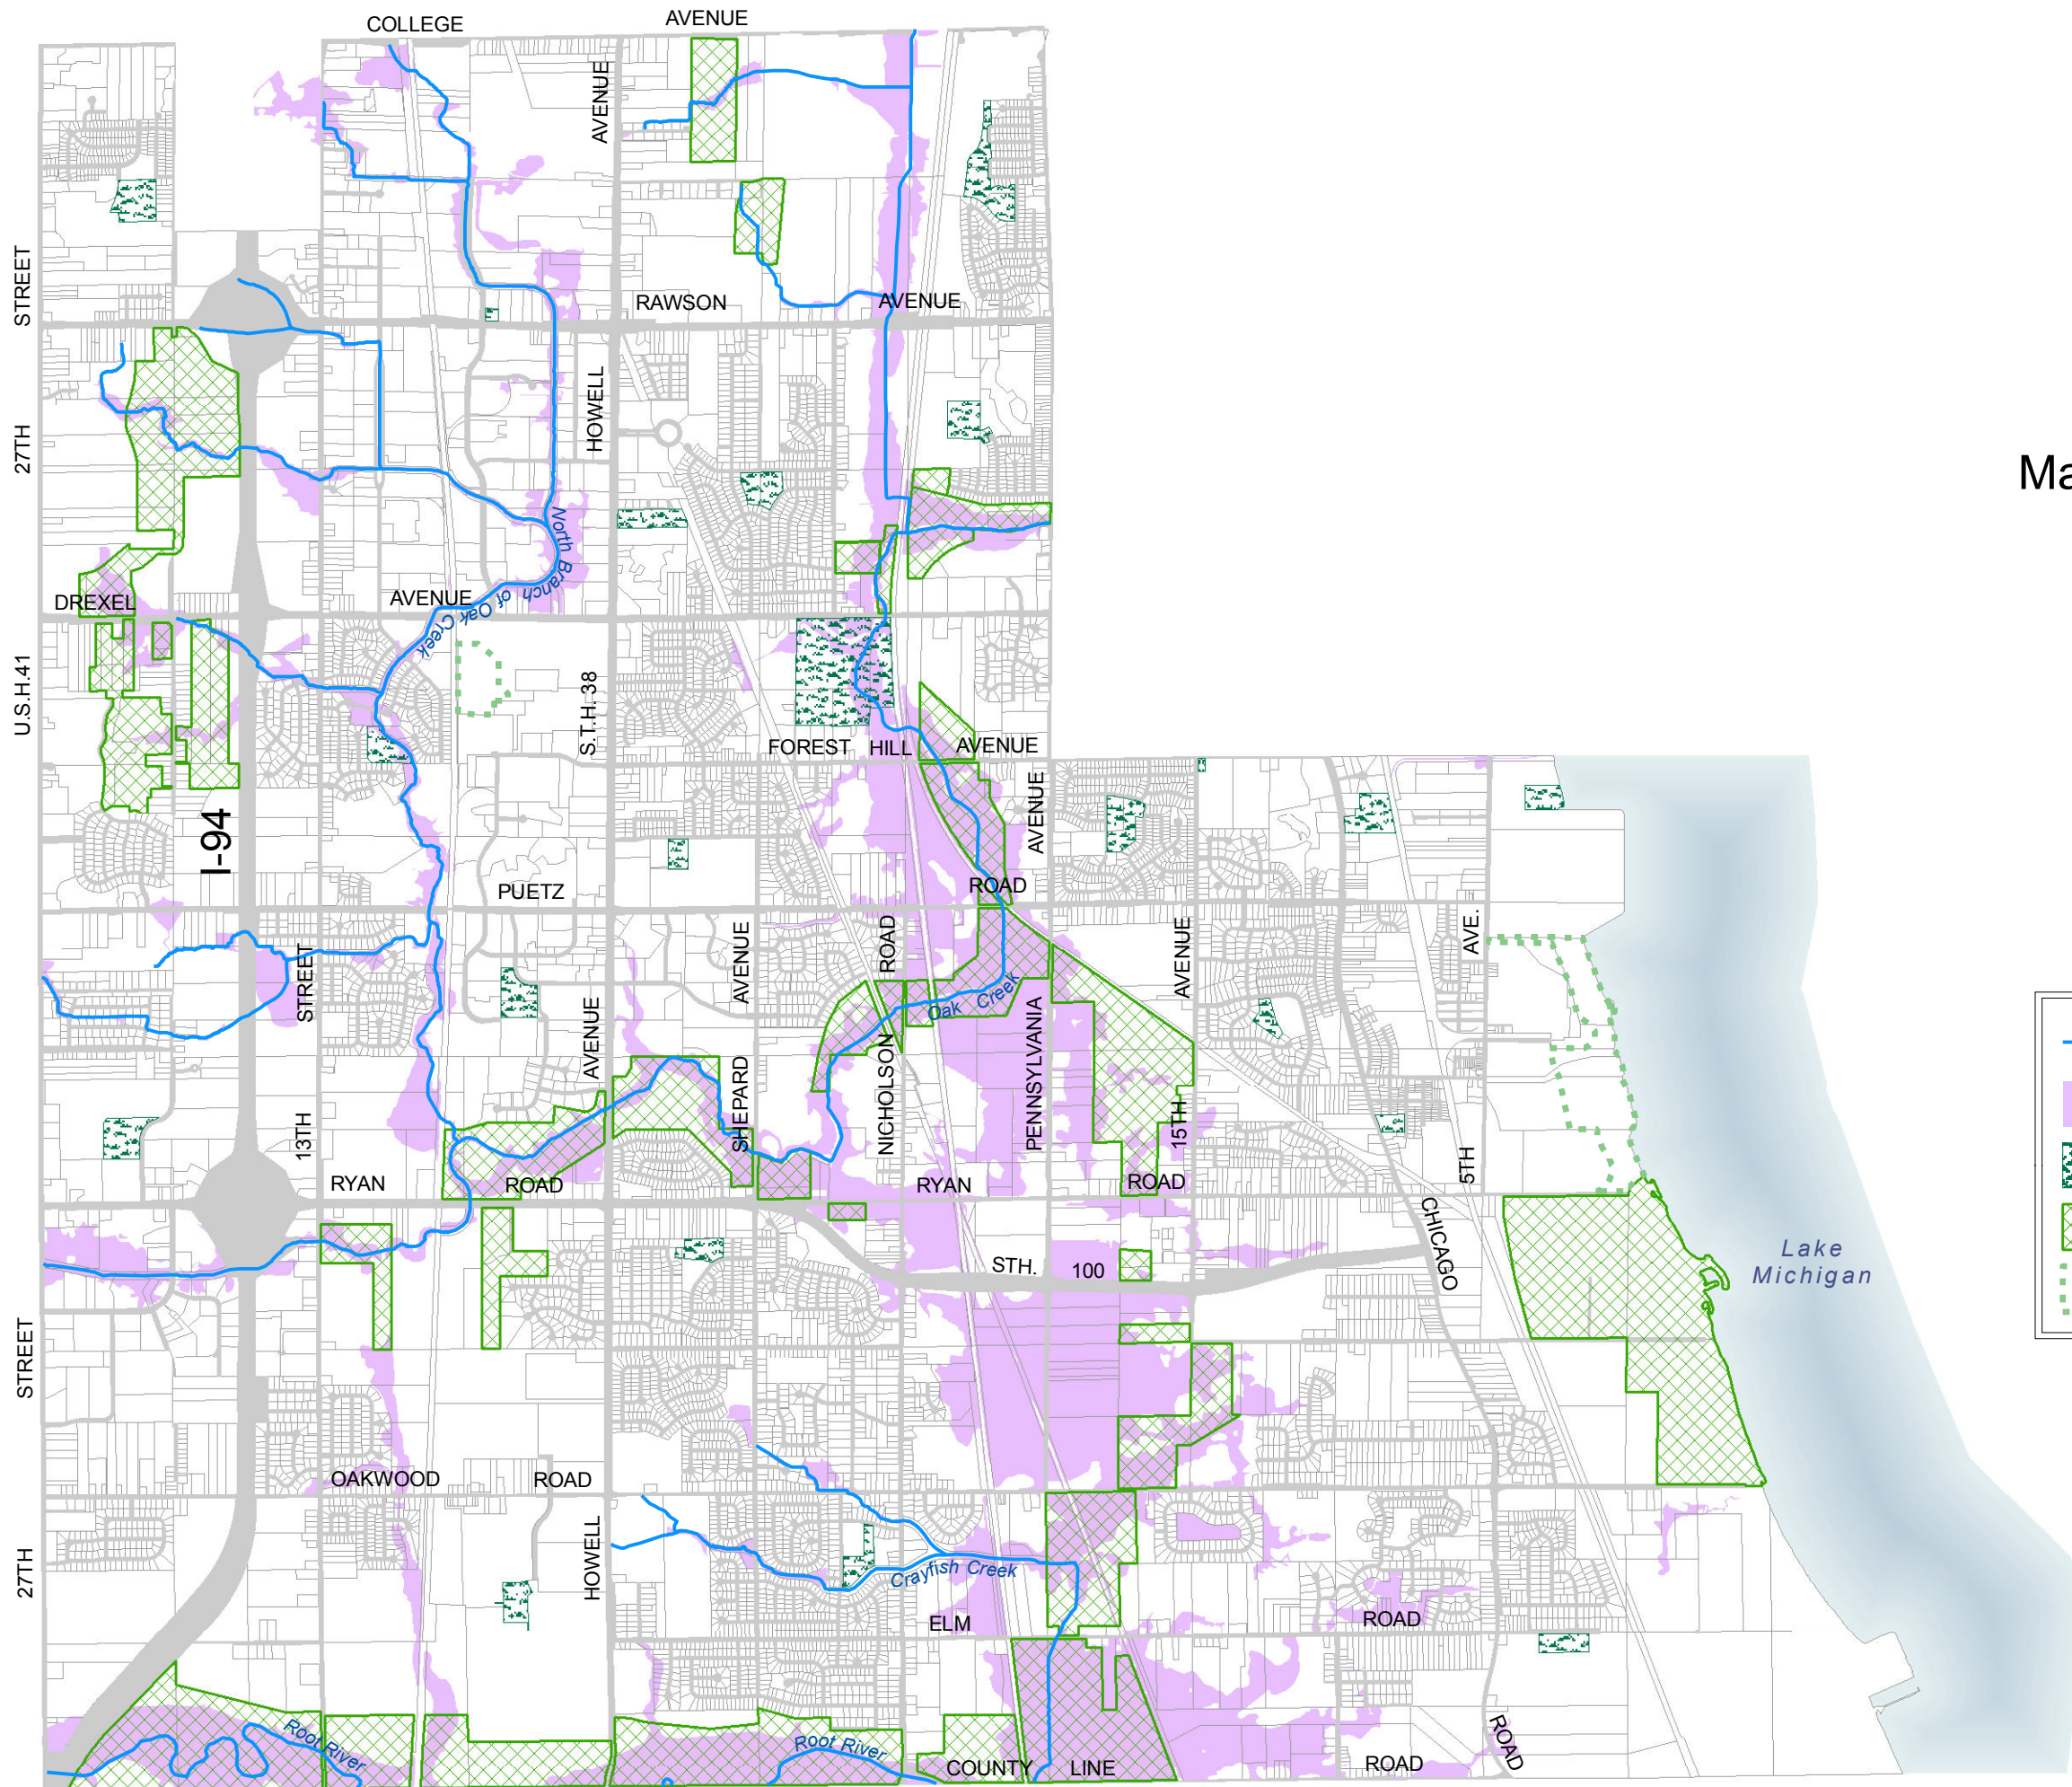 COLLEGE
AVENUE
AVENUE
STREET
RAWSON
AVENUE
HOWELL
27TH
Ma
North Branch of Oak Creek
DREXEL
AVENUE
U.S.H.41
S.T.H. 38
FOREST HILL AVENUE
I-94
AVENUE
PUETZ
ROAD
AVENUE
ROAD
AVENUE
AVE.
STREET
Oak Creek
AVENUE
PENNSYLVANIA
NICHOLSON
SHEPARD
13TH
15TH
5TH
RYAN
ROAD
RYAN
ROAD
CHICAGO
STH. 100
Lake
Michigan
STREET
OAKWOOD
ROAD
HOWELL
27TH
Crayfish Creek
ELM
ROAD
Root River
Root River
COUNTY LINE
ROAD
ROAD